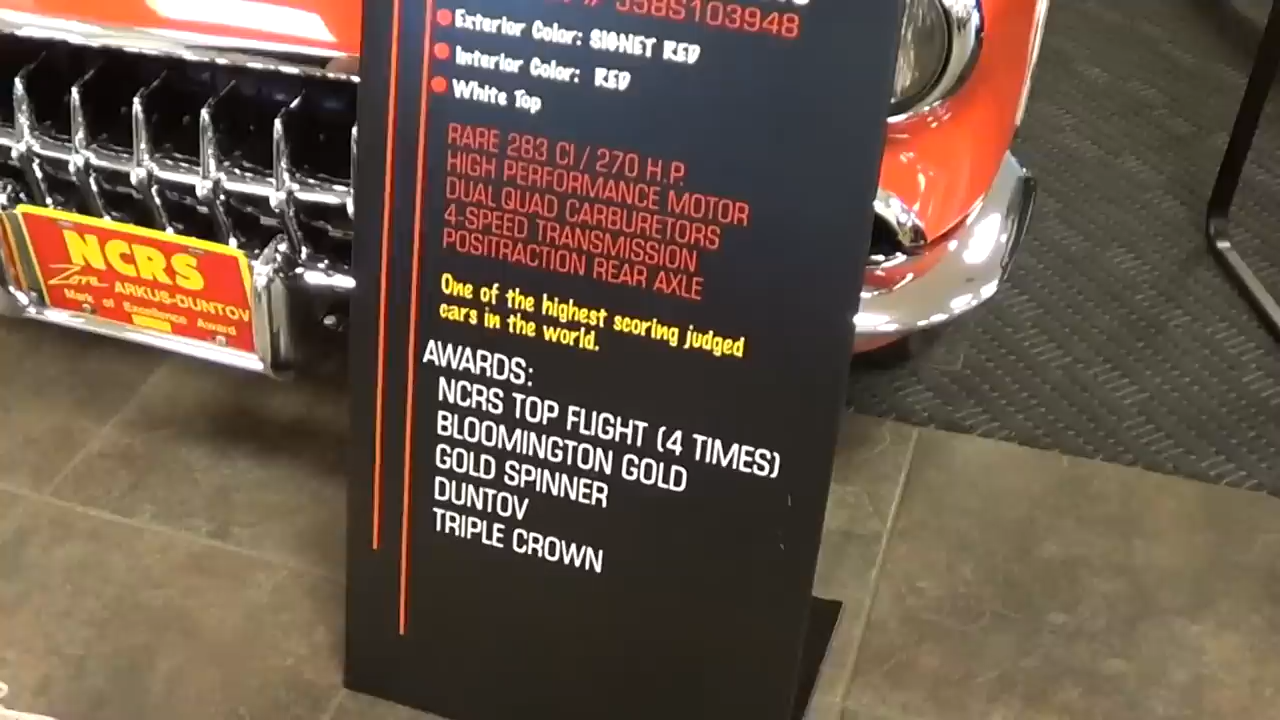 # J58S103948
Exterior Color: SIGNET RED
Interior Color: RED
White Top
RARE 283 CI / 270 H.P.
HIGH PERFORMANCE MOTOR
DUAL QUAD CARBURETORS
4-SPEED TRANSMISSION
POSITRACTION REAR AXLE
One of the highest scoring judged
cars in the world.
AWARDS:
NCRS TOP FLIGHT (4 TIMES)
BLOOMINGTON GOLD
GOLD SPINNER
DUNTOV
TRIPLE CROWN
NCRS
Zora ARKUS-DUNTOV
Mark of Excellence Award